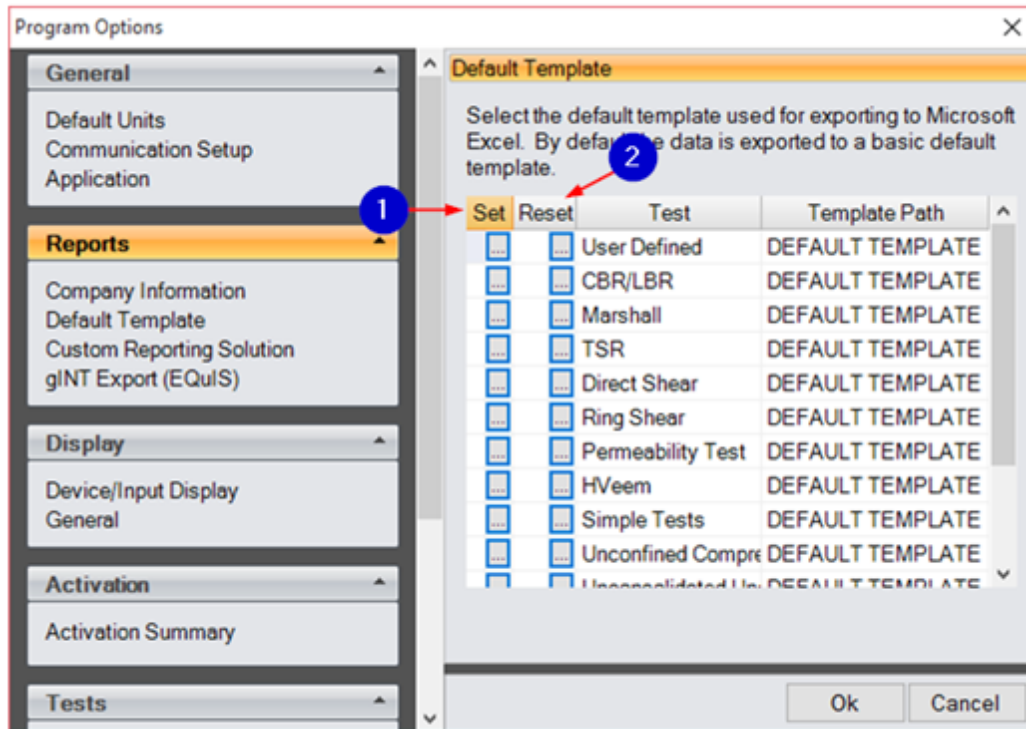 Program Options
General
Default Units
Communication Setup
Application
Reports
Company Information
Default Template
Custom Reporting Solution
gINT Export (EQuIS)
Display
Device/Input Display
General
Activation
Activation Summary
Tests
Default Template
Select the default template used for exporting to Microsoft
Excel. By data is exported to a basic default
template.
1
2
Set Reset Test Template Path
... ... User Defined DEFAULT TEMPLATE
... ... CBR/LBR DEFAULT TEMPLATE
... ... Marshall DEFAULT TEMPLATE
... ... TSR DEFAULT TEMPLATE
... ... Direct Shear DEFAULT TEMPLATE
... ... Ring Shear DEFAULT TEMPLATE
... ... Permeability Test DEFAULT TEMPLATE
... ... HVeem DEFAULT TEMPLATE
... ... Simple Tests DEFAULT TEMPLATE
... ... Unconfined Compre DEFAULT TEMPLATE
Ok Cancel